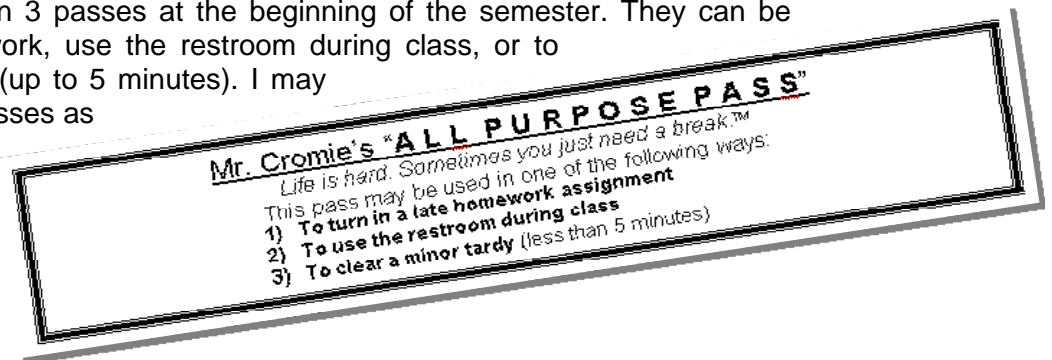 n 3 passes at the beginning of the semester. They can be
work, use the restroom during class, or to
(up to 5 minutes). I may
sses as
Mr. Cromie's “ALL PURPOSE PASS”
Life is hard. Sometimes you just need a break.™
This pass may be used in one of the following ways:
1) To turn in a late homework assignment
2) To use the restroom during class
3) To clear a minor tardy (less than 5 minutes)